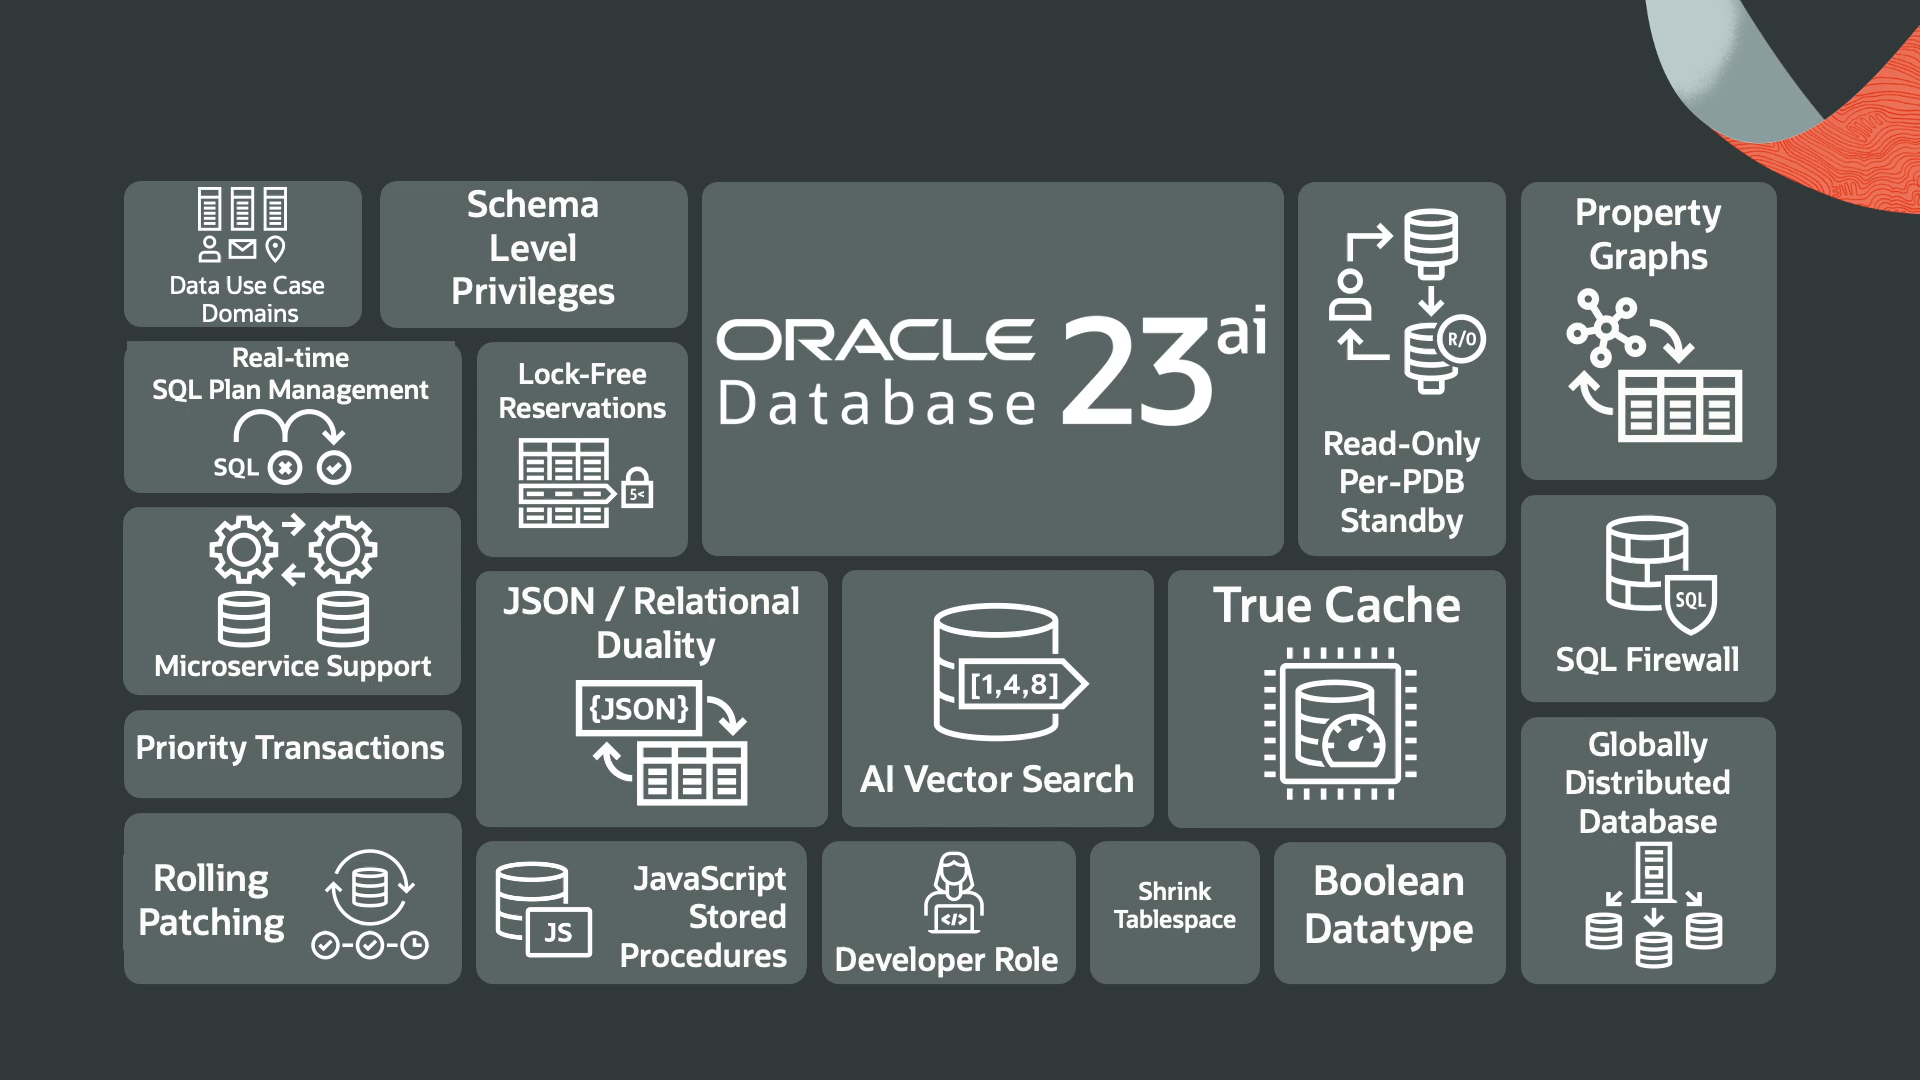 Data Use Case
Domains
Schema
Level
Privileges
ORACLE
Database
23ai
Read-Only
Per-PDB
Standby
R/O
Property
Graphs
Real-time
SQL Plan Management
SQL
Lock-Free
Reservations
5<
Microservice Support
SQL
SQL Firewall
JSON / Relational
Duality
{JSON}
[1,4,8]
AI Vector Search
True Cache
Priority Transactions
Globally
Distributed
Database
Rolling
Patching
JS
JavaScript
Stored
Procedures
</>
Developer Role
Shrink
Tablespace
Boolean
Datatype